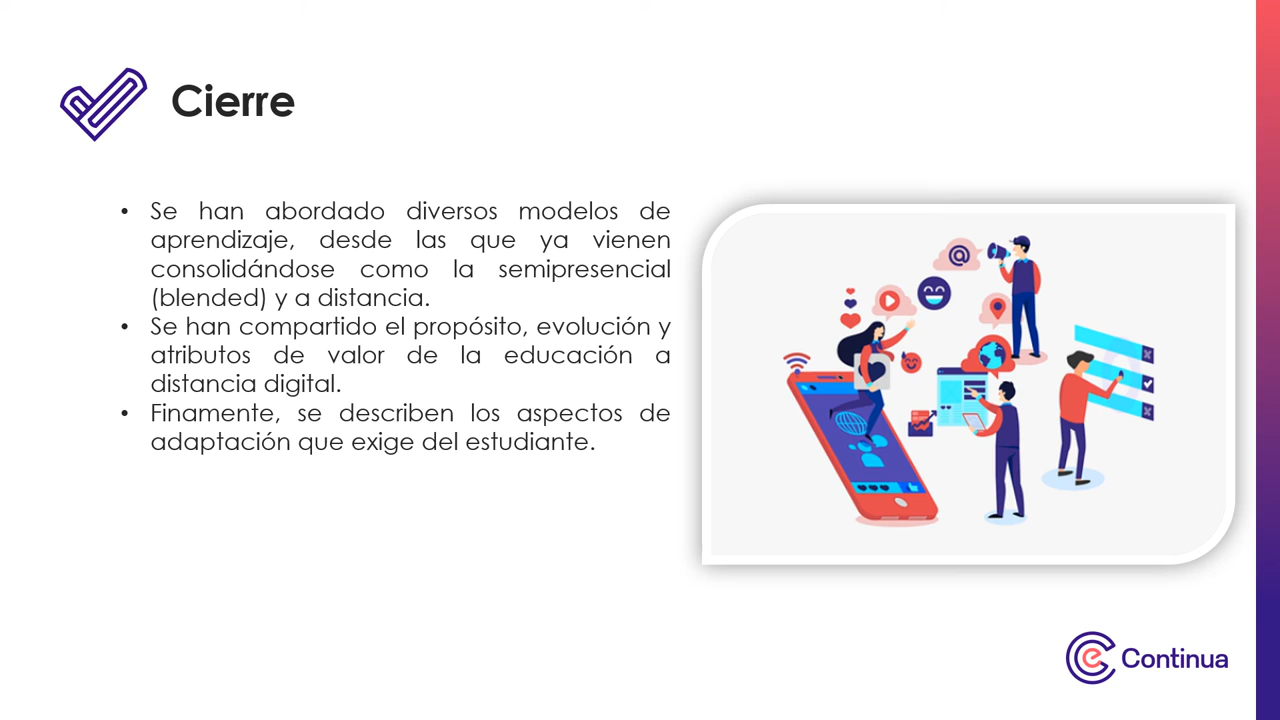 Cierre
• Se han abordado diversos modelos de
aprendizaje, desde las que ya vienen
consolidándose como la semipresencial
(blended) y a distancia.
• Se han compartido el propósito, evolución y
atributos de valor de la educación a
distancia digital.
• Finamente, se describen los aspectos de
adaptación que exige del estudiante.
@
e Continua